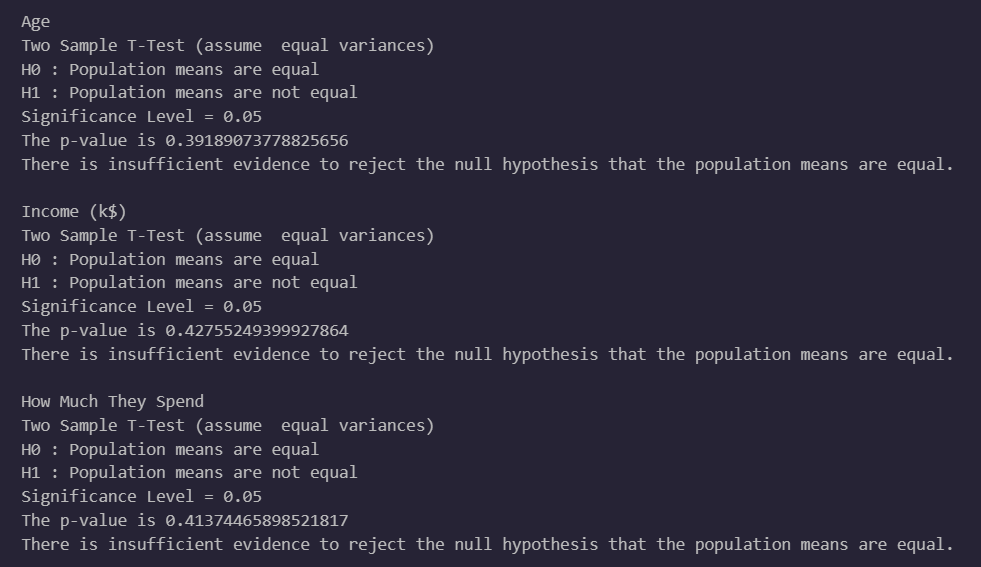 Age
Two Sample T-Test (assume  equal variances)
H0 : Population means are equal
H1 : Population means are not equal
Significance Level = 0.05
The p-value is 0.39189073778825656
There is insufficient evidence to reject the null hypothesis that the population means are equal.

Income (k$)
Two Sample T-Test (assume  equal variances)
H0 : Population means are equal
H1 : Population means are not equal
Significance Level = 0.05
The p-value is 0.42755249399927864
There is insufficient evidence to reject the null hypothesis that the population means are equal.

How Much They Spend
Two Sample T-Test (assume  equal variances)
H0 : Population means are equal
H1 : Population means are not equal
Significance Level = 0.05
The p-value is 0.41374465898521817
There is insufficient evidence to reject the null hypothesis that the population means are equal.